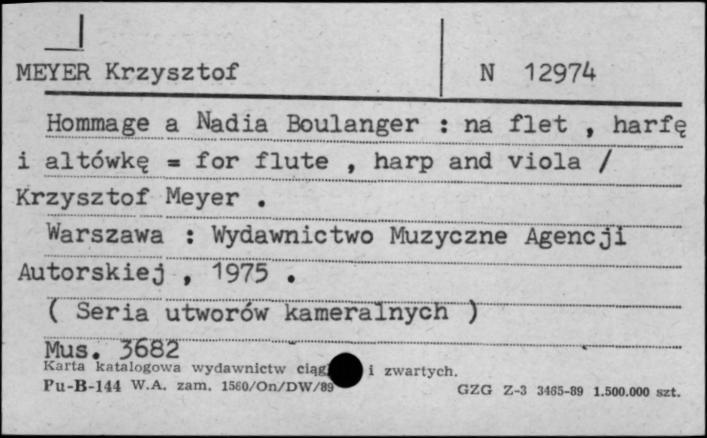 MEYER Krzysztof N 12974
Hommage a Nadia Boulanger : na flet , harfę
i altówkę = for flute , harp and viola /
Krzysztof Meyer .
Warszawa : Wydawnictwo Muzyczne Agencji
Autorskiej , 1975 .
( Seria utworów kameralnych )
Mus. 3682
Karta katalogowa wydawnictw i zwartych.
Pu-B-144 W.A. zam. 1560/On/DW/89 GZG Z-3 3465-89 1.500.000 szt.